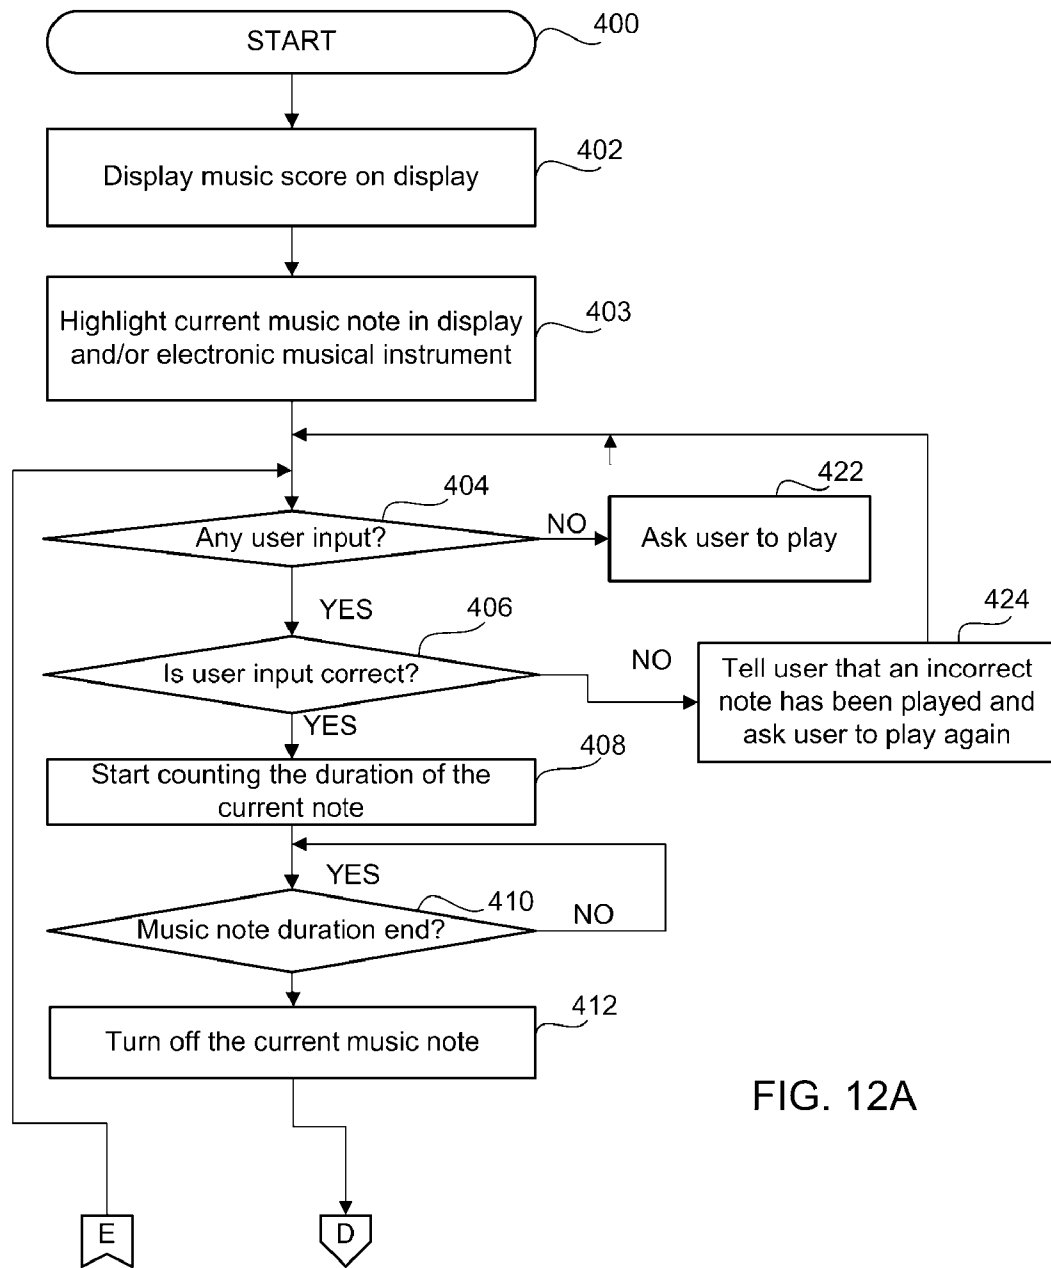 START
400
402
Display music score on display
Highlight current music note in display
and/or electronic musical instrument
403
404
Any user input?
NO
422
Ask user to play
YES
406
Is user input correct?
NO
424
Tell user that an incorrect
note has been played and
ask user to play again
YES
408
Start counting the duration of the
current note
YES
410
Music note duration end?
NO
412
Turn off the current music note
FIG. 12A
E
D